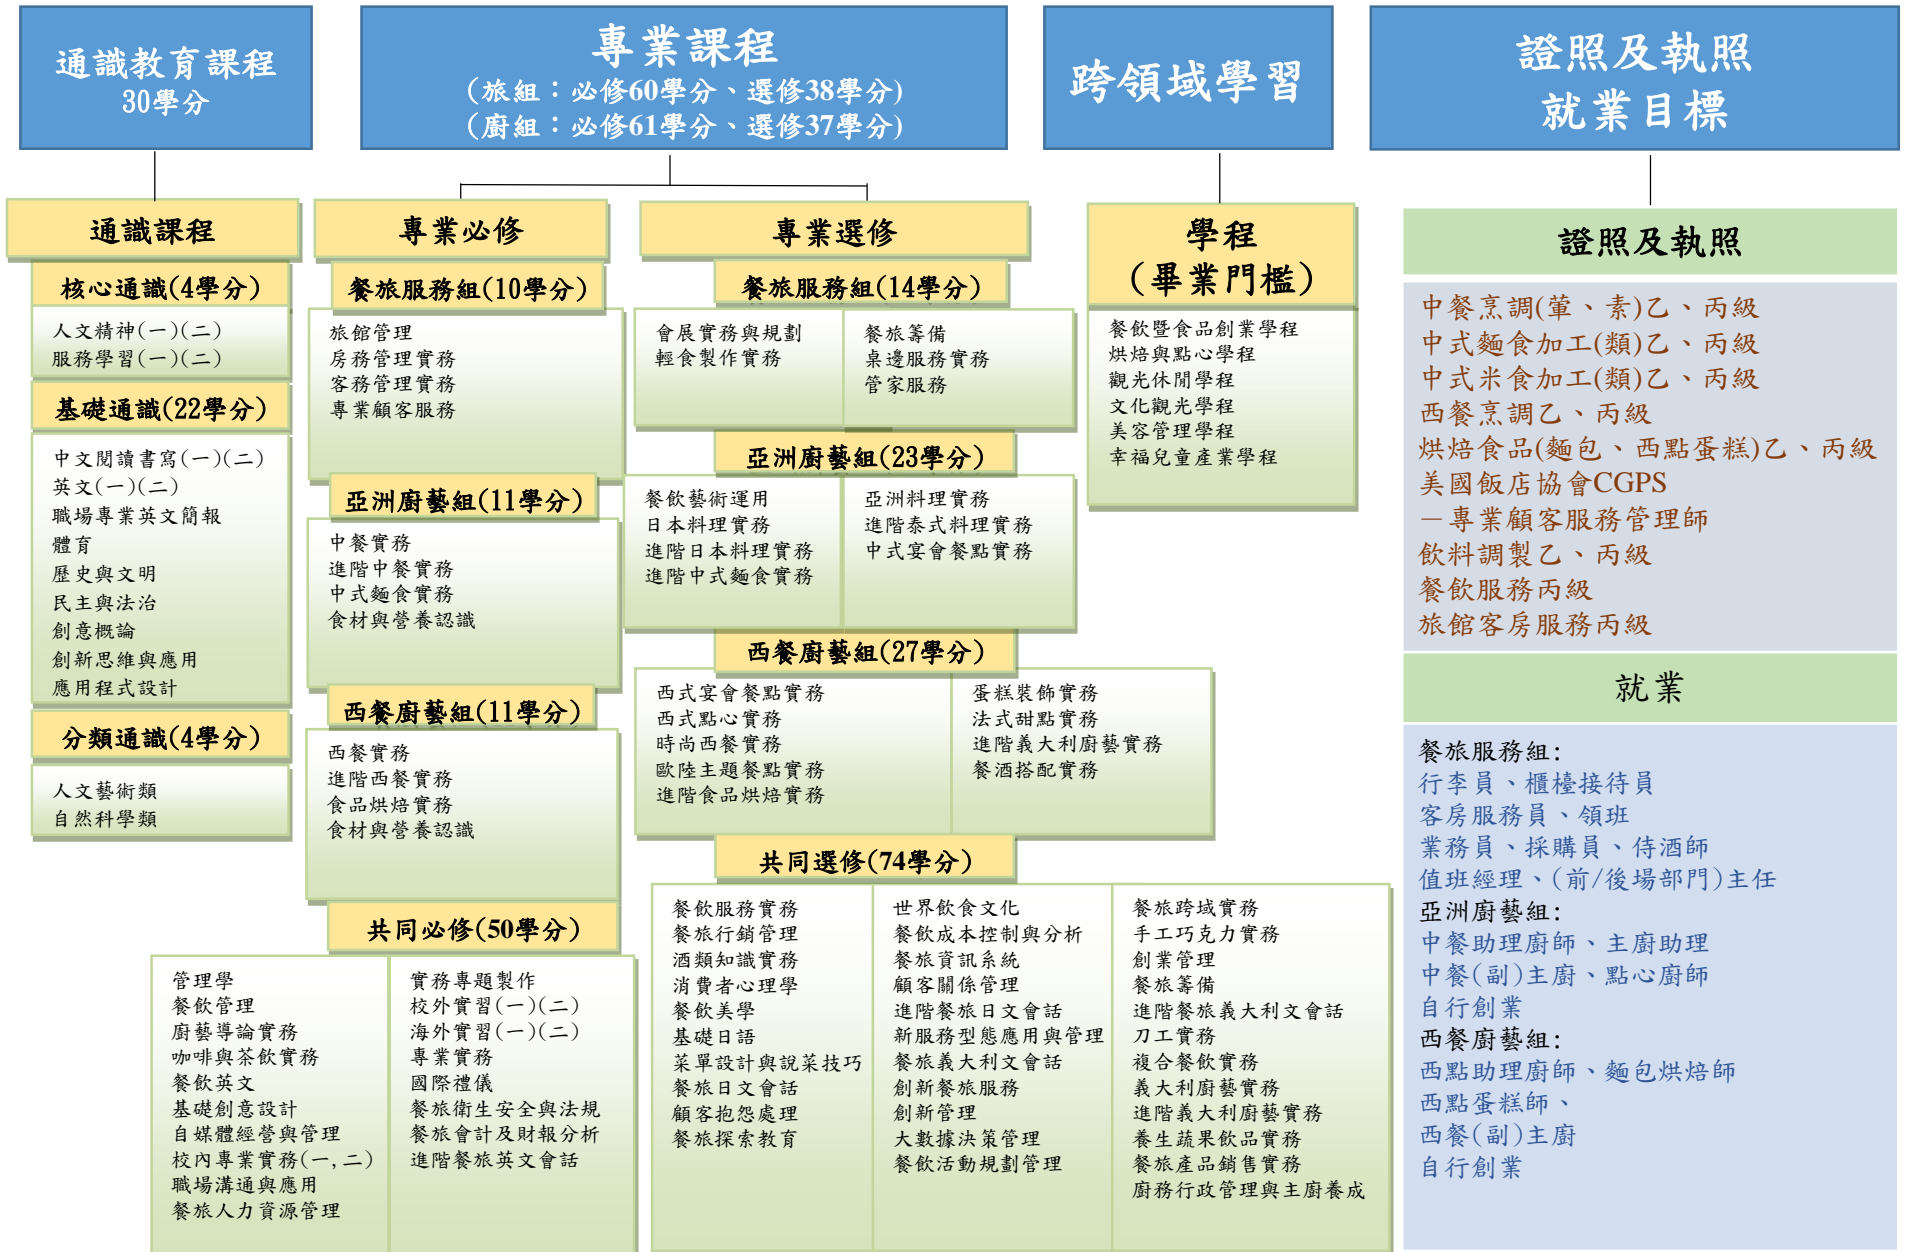 通識教育課程
30學分
專業課程
(旅組：必修60學分、選修38學分)
(廚組：必修61學分、選修37學分)
跨領域學習
證照及執照
就業目標
通識課程
核心通識(4學分)
人文精神(一)(二)
服務學習(一)(二)
基礎通識(22學分)
中文閱讀書寫(一)(二)
英文(一)(二)
職場專業英文簡報
體育
歷史與文明
民主與法治
創意概論
創新思維與應用
應用程式設計
分類通識(4學分)
人文藝術類
自然科學類
專業必修
餐旅服務組(10學分)
旅館管理
房務管理實務
客務管理實務
專業顧客服務
亞洲廚藝組(11學分)
中餐實務
進階中餐實務
中式麵食實務
食材與營養認識
西餐廚藝組(11學分)
西餐實務
進階西餐實務
食品烘焙實務
食材與營養認識
共同必修(50學分)
管理學
餐飲管理
廚藝導論實務
咖啡與茶飲實務
餐飲英文
基礎創意設計
自媒體經營與管理
校內專業實務(一,二)
職場溝通與應用
餐旅人力資源管理
實務專題製作
校外實習(一)(二)
海外實習(一)(二)
專業實務
國際禮儀
餐旅衛生安全與法規
餐旅會計及財報分析
進階餐旅英文會話
專業選修
餐旅服務組(14學分)
會展實務與規劃
輕食製作實務
餐旅籌備
桌邊服務實務
管家服務
亞洲廚藝組(23學分)
餐飲藝術運用
日本料理實務
進階日本料理實務
進階中式麵食實務
亞洲料理實務
進階泰式料理實務
中式宴會餐點實務
西餐廚藝組(27學分)
西式宴會餐點實務
西式點心實務
時尚西餐實務
歐陸主題餐點實務
進階食品烘焙實務
蛋糕裝飾實務
法式甜點實務
進階義大利廚藝實務
餐酒搭配實務
共同選修(74學分)
餐飲服務實務
餐旅行銷管理
酒類知識實務
消費者心理學
餐飲美學
基礎日語
菜單設計與說菜技巧
餐旅日文會話
顧客抱怨處理
餐旅探索教育
世界飲食文化
餐飲成本控制與分析
餐旅資訊系統
顧客關係管理
進階餐旅日文會話
新服務型態應用與管理
餐旅義大利文會話
創新餐旅服務
創新管理
大數據決策管理
餐飲活動規劃管理
餐旅跨域實務
手工巧克力實務
創業管理
餐旅籌備
進階餐旅義大利文會話
刀工實務
複合餐飲實務
義大利廚藝實務
進階義大利廚藝實務
養生蔬果飲品實務
餐旅產品銷售實務
廚務行政管理與主廚養成
學程
(畢業門檻)
餐飲暨食品創業學程
烘焙與點心學程
觀光休閒學程
文化觀光學程
美容管理學程
幸福兒童產業學程
證照及執照
中餐烹調(葷、素)乙、丙級
中式麵食加工(類)乙、丙級
中式米食加工(類)乙、丙級
西餐烹調乙、丙級
烘焙食品(麵包、西點蛋糕)乙、丙級
美國飯店協會CGPS
－專業顧客服務管理師
飲料調製乙、丙級
餐飲服務丙級
旅館客房服務丙級
就業
餐旅服務組:
行李員、櫃檯接待員
客房服務員、領班
業務員、採購員、侍酒師
值班經理、(前/後場部門)主任
亞洲廚藝組:
中餐助理廚師、主廚助理
中餐(副)主廚、點心廚師
自行創業
西餐廚藝組:
西點助理廚師、麵包烘焙師
西點蛋糕師、
西餐(副)主廚
自行創業